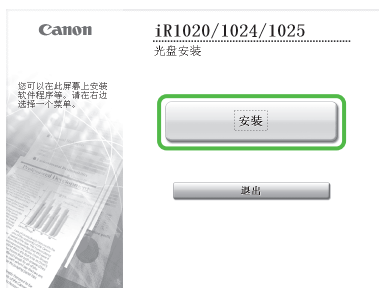 Canon
iR1020/1024/1025
光盘安装
您可以在此屏幕上安装
软件程序等。请在右边
选择一个菜单。
安装
退出